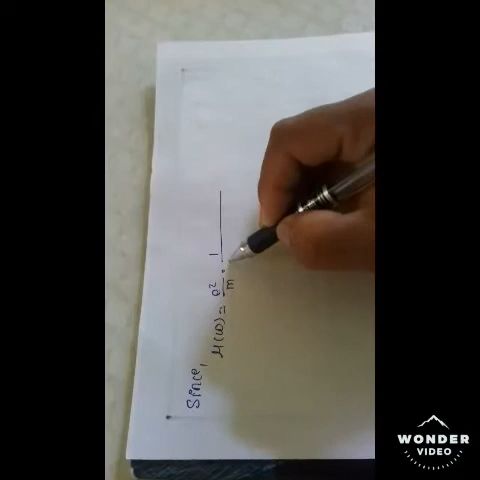 Since,
μ(ω) = e²/m · 1
WONDER
VIDEO